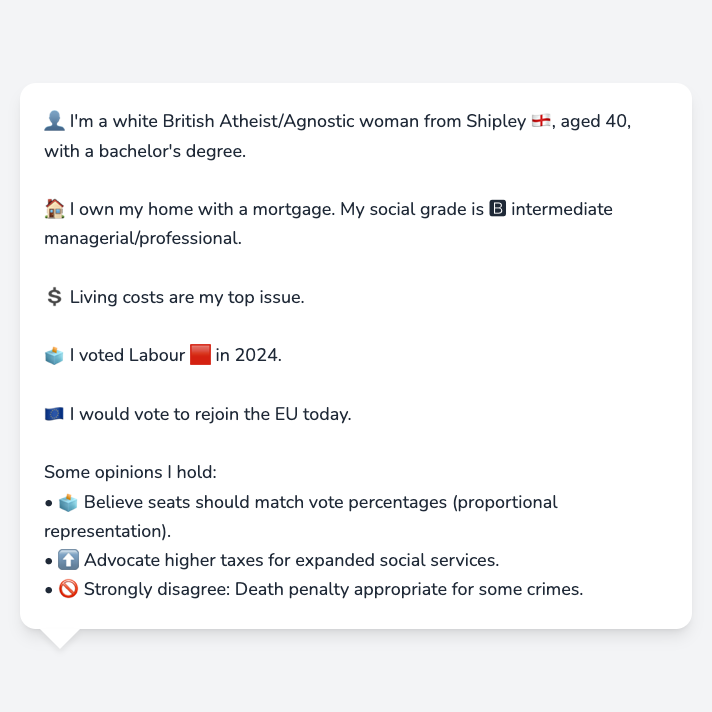 👤 I'm a white British Atheist/Agnostic woman from Shipley 🏴󠁧󠁢󠁥󠁮󠁧󠁿, aged 40,
with a bachelor's degree.
🏠 I own my home with a mortgage. My social grade is 🅱 intermediate
managerial/professional.
💲 Living costs are my top issue.
🗳️ I voted Labour 🟥 in 2024.
🇪🇺 I would vote to rejoin the EU today.
Some opinions I hold:
• 🗳️ Believe seats should match vote percentages (proportional
representation).
• ⬆️ Advocate higher taxes for expanded social services.
• 🚫 Strongly disagree: Death penalty appropriate for some crimes.